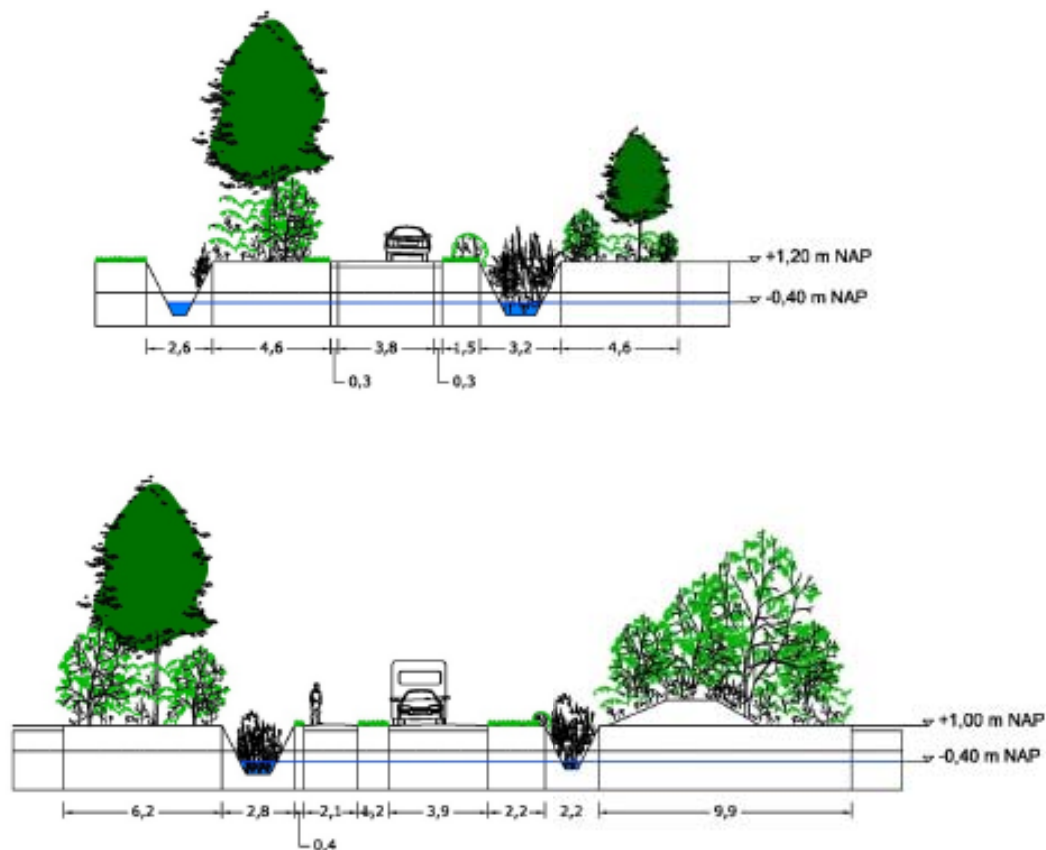 +1,20 m NAP
-0,40 m NAP
2,6 4,6 3,8 1,5 3,2 4,6
0,3 0,3
+1,00 m NAP
-0,40 m NAP
6,2 2,8 2,1 1,2 3,9 2,2 2,2 9,9
0,4